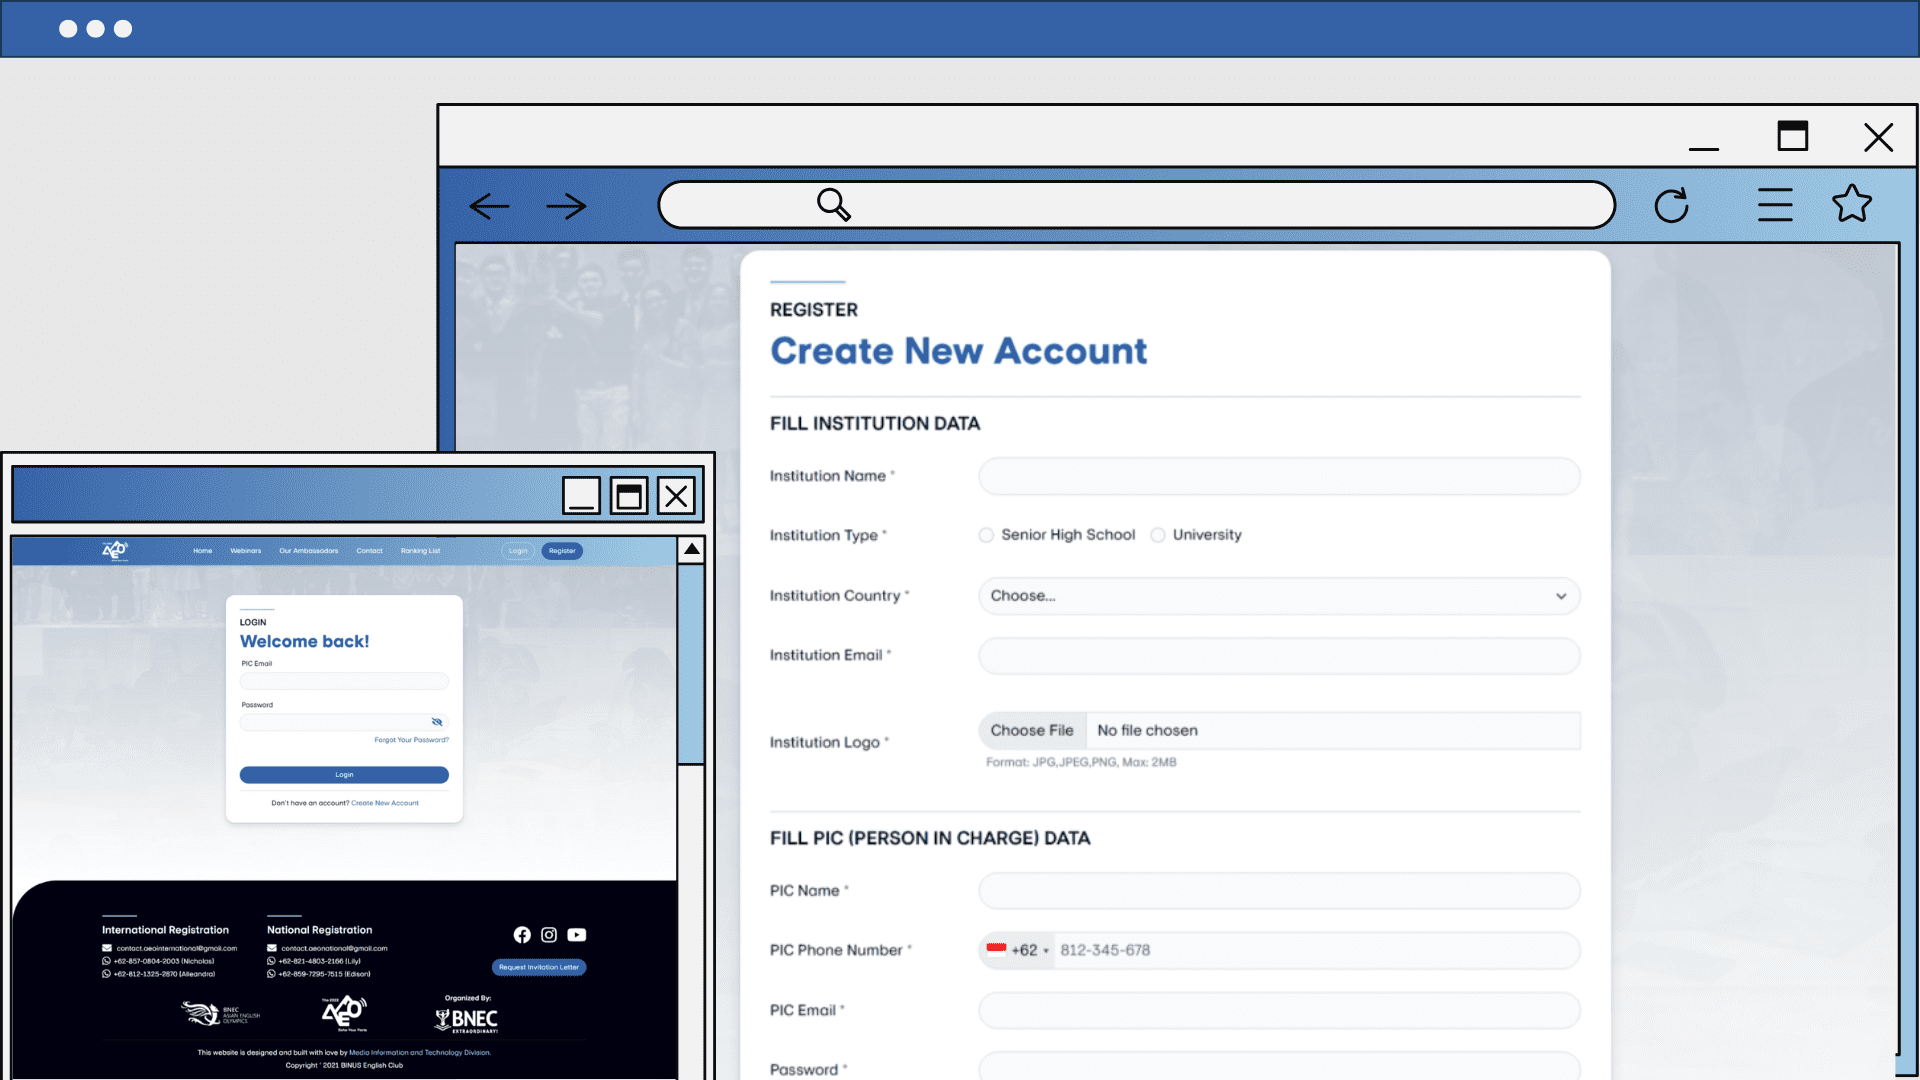 REGISTER
Create New Account
FILL INSTITUTION DATA
Institution Name *
Institution Type *
Senior High School
University
Institution Country *
Choose...
Institution Email *
Institution Logo *
Choose File
No file chosen
Format: JPG,JPEG,PNG, Max: 2MB
FILL PIC (PERSON IN CHARGE) DATA
PIC Name *
PIC Phone Number *
+62
812-345-678
PIC Email *
Password *
AEO
Home
Webinars
Our Ambassadors
Contact
Ranking List
Login
Register
LOGIN
Welcome back!
PIC Email
Password
Forgot Your Password?
Login
Don't have an account? Create New Account
International Registration
contact.aeointernational@gmail.com
+62-857-0804-2003 (Nicholas)
+62-812-1325-2870 (Alleandra)
National Registration
contact.aeonational@gmail.com
+62-821-4803-2166 (Lily)
+62-859-7295-7515 (Edison)
Request Invitation Letter
BNEC
ASIAN ENGLISH
OLYMPICS
AEO
Organized By:
BNEC
EXTRAORDINARY!
This website is designed and built with love by Media Information and Technology Division.
Copyright ' 2021 BINUS English Club